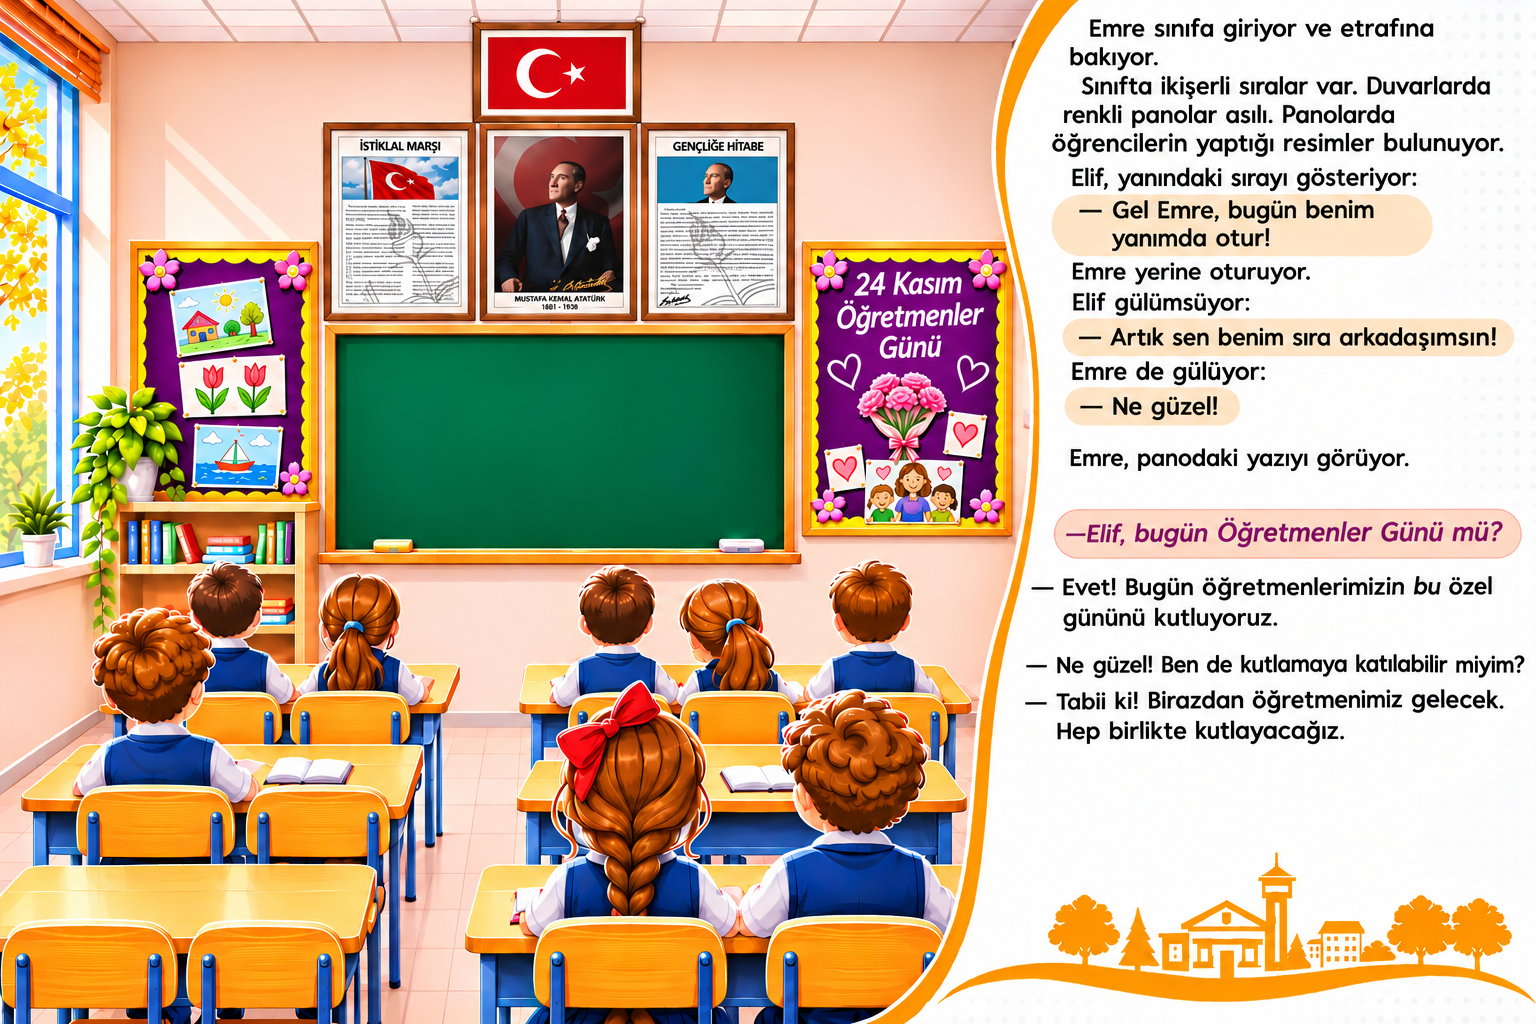 İSTİKLAL MARŞI
MUSTAFA KEMAL ATATÜRK
1881 - 1938
GENÇLİĞE HİTABE
24 Kasım
Öğretmenler
Günü
Emre sınıfa giriyor ve etrafına
bakıyor.
Sınıfta ikişerli sıralar var. Duvarlarda
renkli panolar asılı. Panolarda
öğrencilerin yaptığı resimler bulunuyor.
Elif, yanındaki sırayı gösteriyor:
— Gel Emre, bugün benim
yanımda otur!
Emre yerine oturuyor.
Elif gülümsüyor:
— Artık sen benim sıra arkadaşımsın!
Emre de gülüyor:
— Ne güzel!
Emre, panodaki yazıyı görüyor.
—Elif, bugün Öğretmenler Günü mü?
— Evet! Bugün öğretmenlerimizin bu özel
gününü kutluyoruz.
— Ne güzel! Ben de kutlamaya katılabilir miyim?
— Tabii ki! Birazdan öğretmenimiz gelecek.
Hep birlikte kutlayacağız.